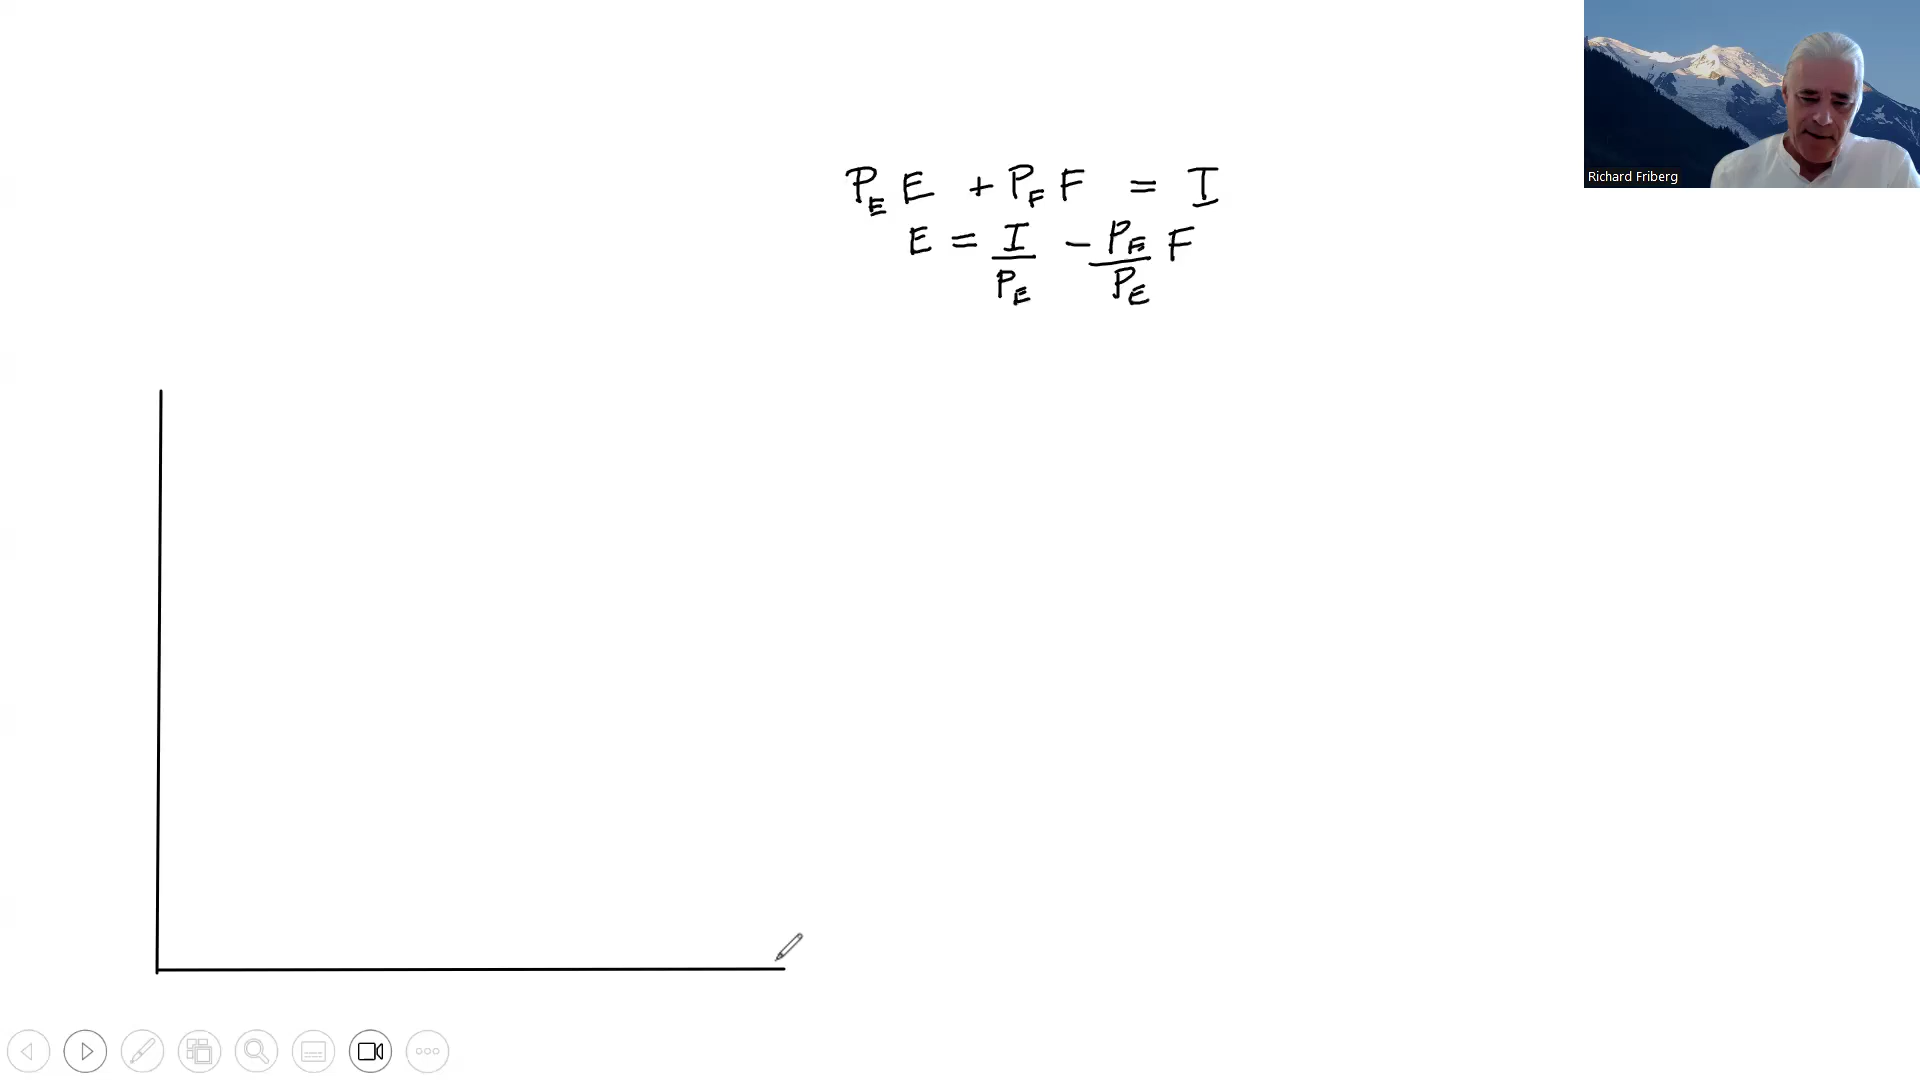 Richard Friberg
P_E E + P_F F = I
E = I/P_E - P_F/P_E F